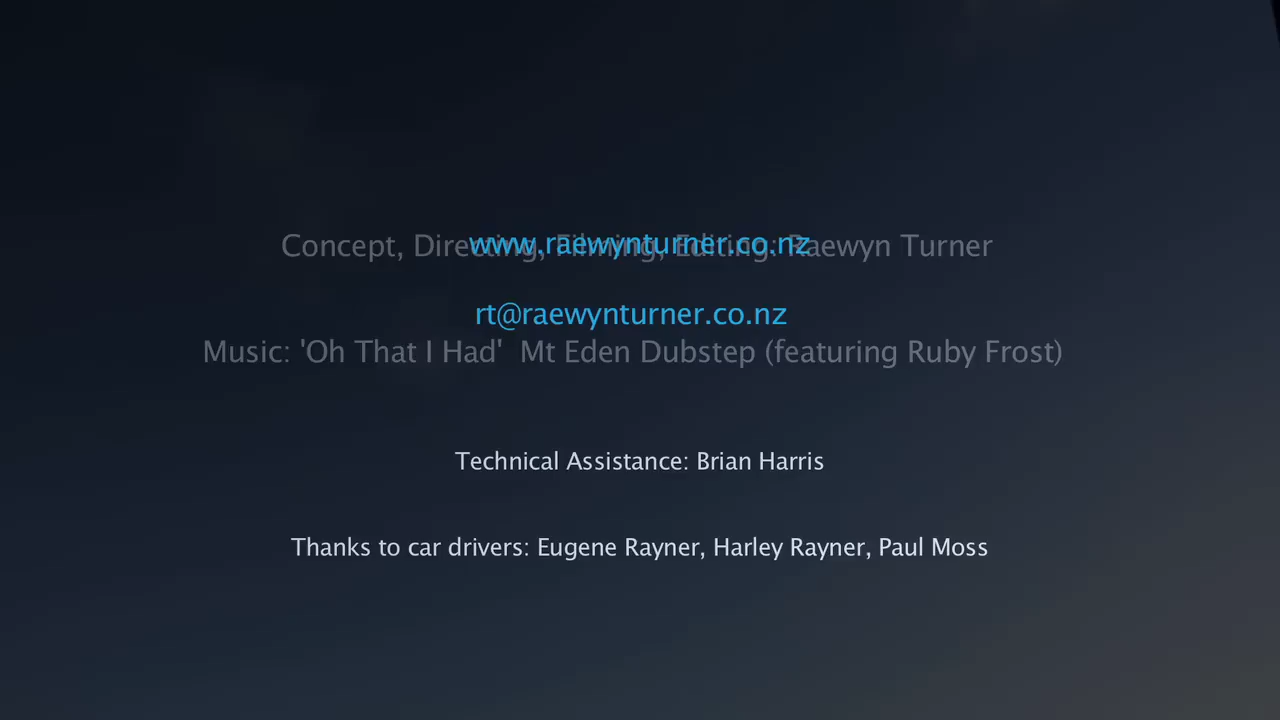 Concept, Directing, Filming, Editing: Raewyn Turner
www.raewynturner.co.nz
rt@raewynturner.co.nz
Music: 'Oh That I Had' Mt Eden Dubstep (featuring Ruby Frost)
Technical Assistance: Brian Harris
Thanks to car drivers: Eugene Rayner, Harley Rayner, Paul Moss